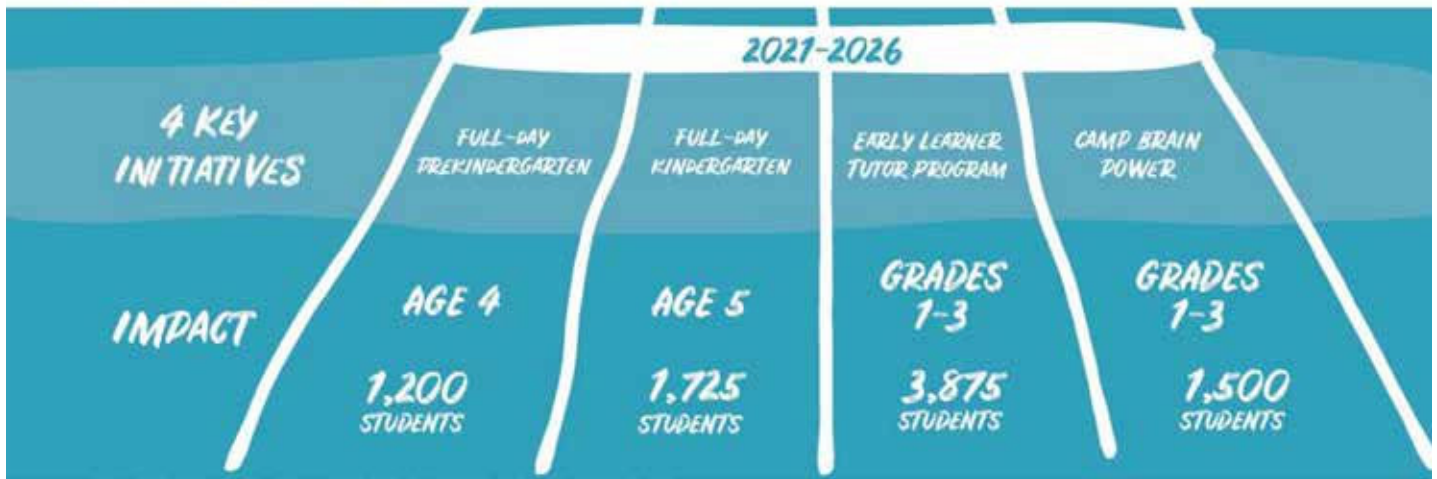 2021-2026
4 KEY
INITIATIVES
FULL-DAY
PREKINDERGARTEN
FULL-DAY
KINDERGARTEN
EARLY LEARNER
TUTOR PROGRAM
CAMP BRAIN
POWER
IMPACT
AGE 4
1,200
STUDENTS
AGE 5
1,725
STUDENTS
GRADES
1-3
3,875
STUDENTS
GRADES
1-3
1,500
STUDENTS